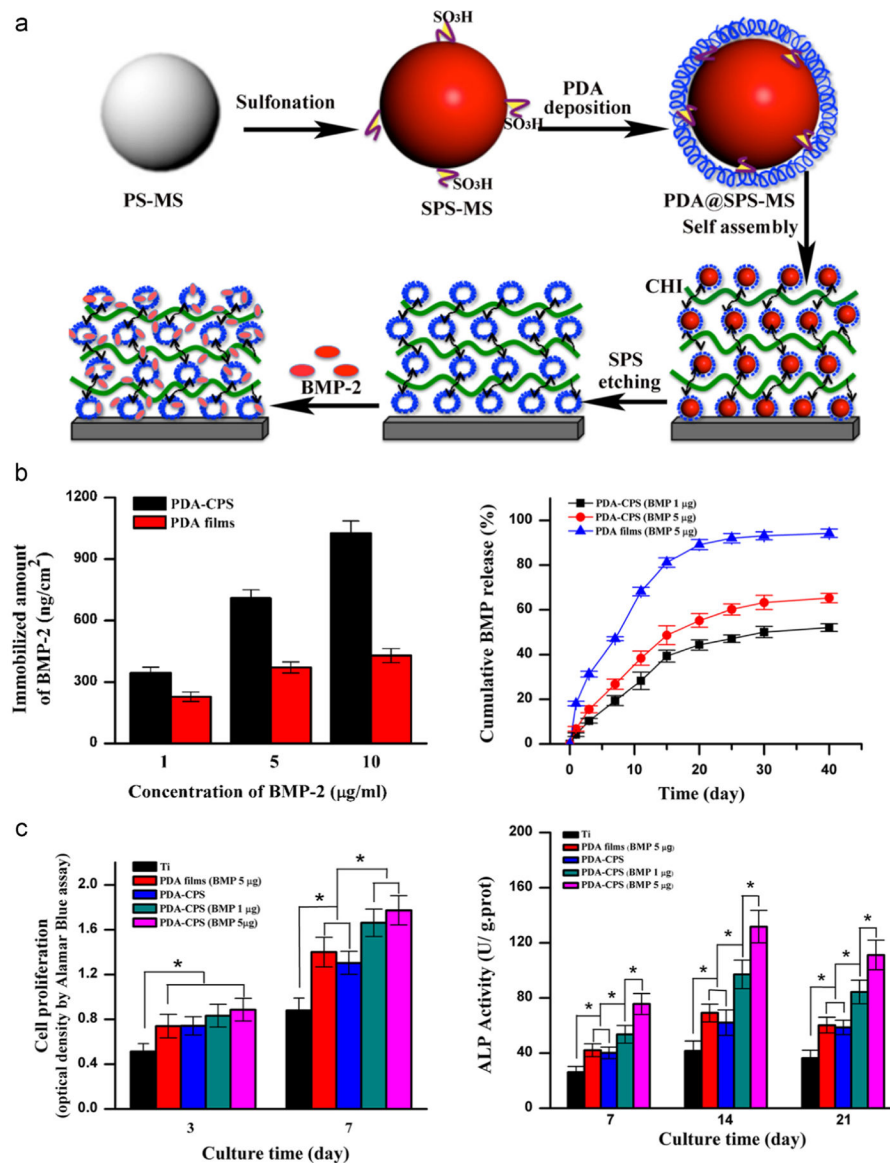 a
SO3H
Sulfonation
PDA
deposition
SO3H
SO3H
PS-MS
SPS-MS
PDA@SPS-MS
Self assembly
CHI
BMP-2
SPS
etching
b
1200
900
600
300
0
PDA-CPS
PDA films
Immobilized amount
of BMP-2 (ng/cm²)
1
5
10
Concentration of BMP-2 (µg/ml)
PDA-CPS (BMP 1 µg)
PDA-CPS (BMP 5 µg)
PDA films (BMP 5 µg)
100
80
60
40
20
0
Cumulative BMP release (%)
0
10
20
30
40
Time (day)
c
Ti
PDA films (BMP 5 µg)
PDA-CPS
PDA-CPS (BMP 1 µg)
PDA-CPS (BMP 5µg)
2.0
1.6
1.2
0.8
0.4
0.0
Cell proliferation
(optical density by Alamar Blue assay)
*
*
*
3
7
Culture time (day)
Ti
PDA films (BMP 5 µg)
PDA-CPS
PDA-CPS (BMP 1 µg)
PDA-CPS (BMP 5 µg)
200
160
120
80
40
0
ALP Activity (U/ g.prot)
*
*
*
*
*
*
*
*
*
7
14
21
Culture time (day)